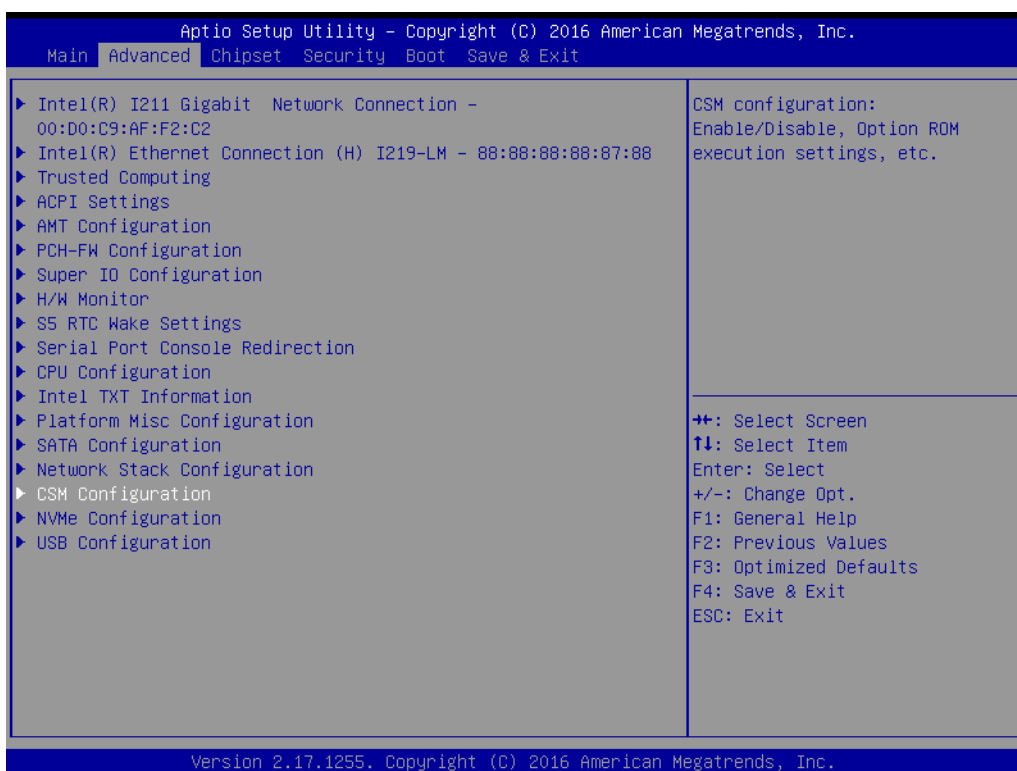 Aptio Setup Utility – Copyright (C) 2016 American Megatrends, Inc.
Main Advanced Chipset Security Boot Save & Exit
▶ Intel(R) I211 Gigabit  Network Connection –
00:D0:C9:AF:F2:C2
▶ Intel(R) Ethernet Connection (H) I219–LM – 88:88:88:88:87:88
▶ Trusted Computing
▶ ACPI Settings
▶ AMT Configuration
▶ PCH–FW Configuration
▶ Super IO Configuration
▶ H/W Monitor
▶ S5 RTC Wake Settings
▶ Serial Port Console Redirection
▶ CPU Configuration
▶ Intel TXT Information
▶ Platform Misc Configuration
▶ SATA Configuration
▶ Network Stack Configuration
▶ CSM Configuration
▶ NVMe Configuration
▶ USB Configuration
CSM configuration:
Enable/Disable, Option ROM
execution settings, etc.
→←: Select Screen
↑↓: Select Item
Enter: Select
+/–: Change Opt.
F1: General Help
F2: Previous Values
F3: Optimized Defaults
F4: Save & Exit
ESC: Exit
Version 2.17.1255. Copyright (C) 2016 American Megatrends, Inc.